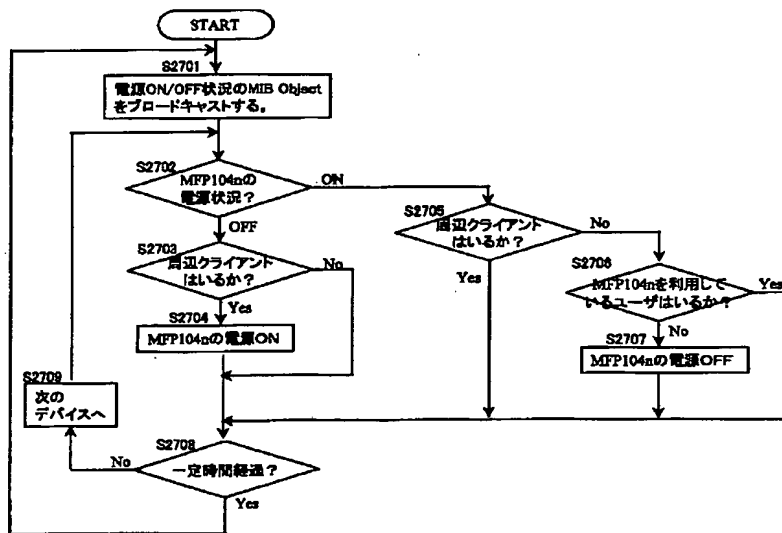 START
S2701
電源ON/OFF状況のMIB Object
をブロードキャストする。
S2702
MFP104nの
電源状況？
ON
OFF
S2703
周辺クライアント
はいるか？
No
Yes
S2704
MFP104nの電源ON
S2705
周辺クライアント
はいるか？
No
Yes
S2706
MFP104nを利用して
いるユーザはいるか？
Yes
No
S2707
MFP104nの電源OFF
S2709
次の
デバイスへ
S2708
一定時間経過？
No
Yes